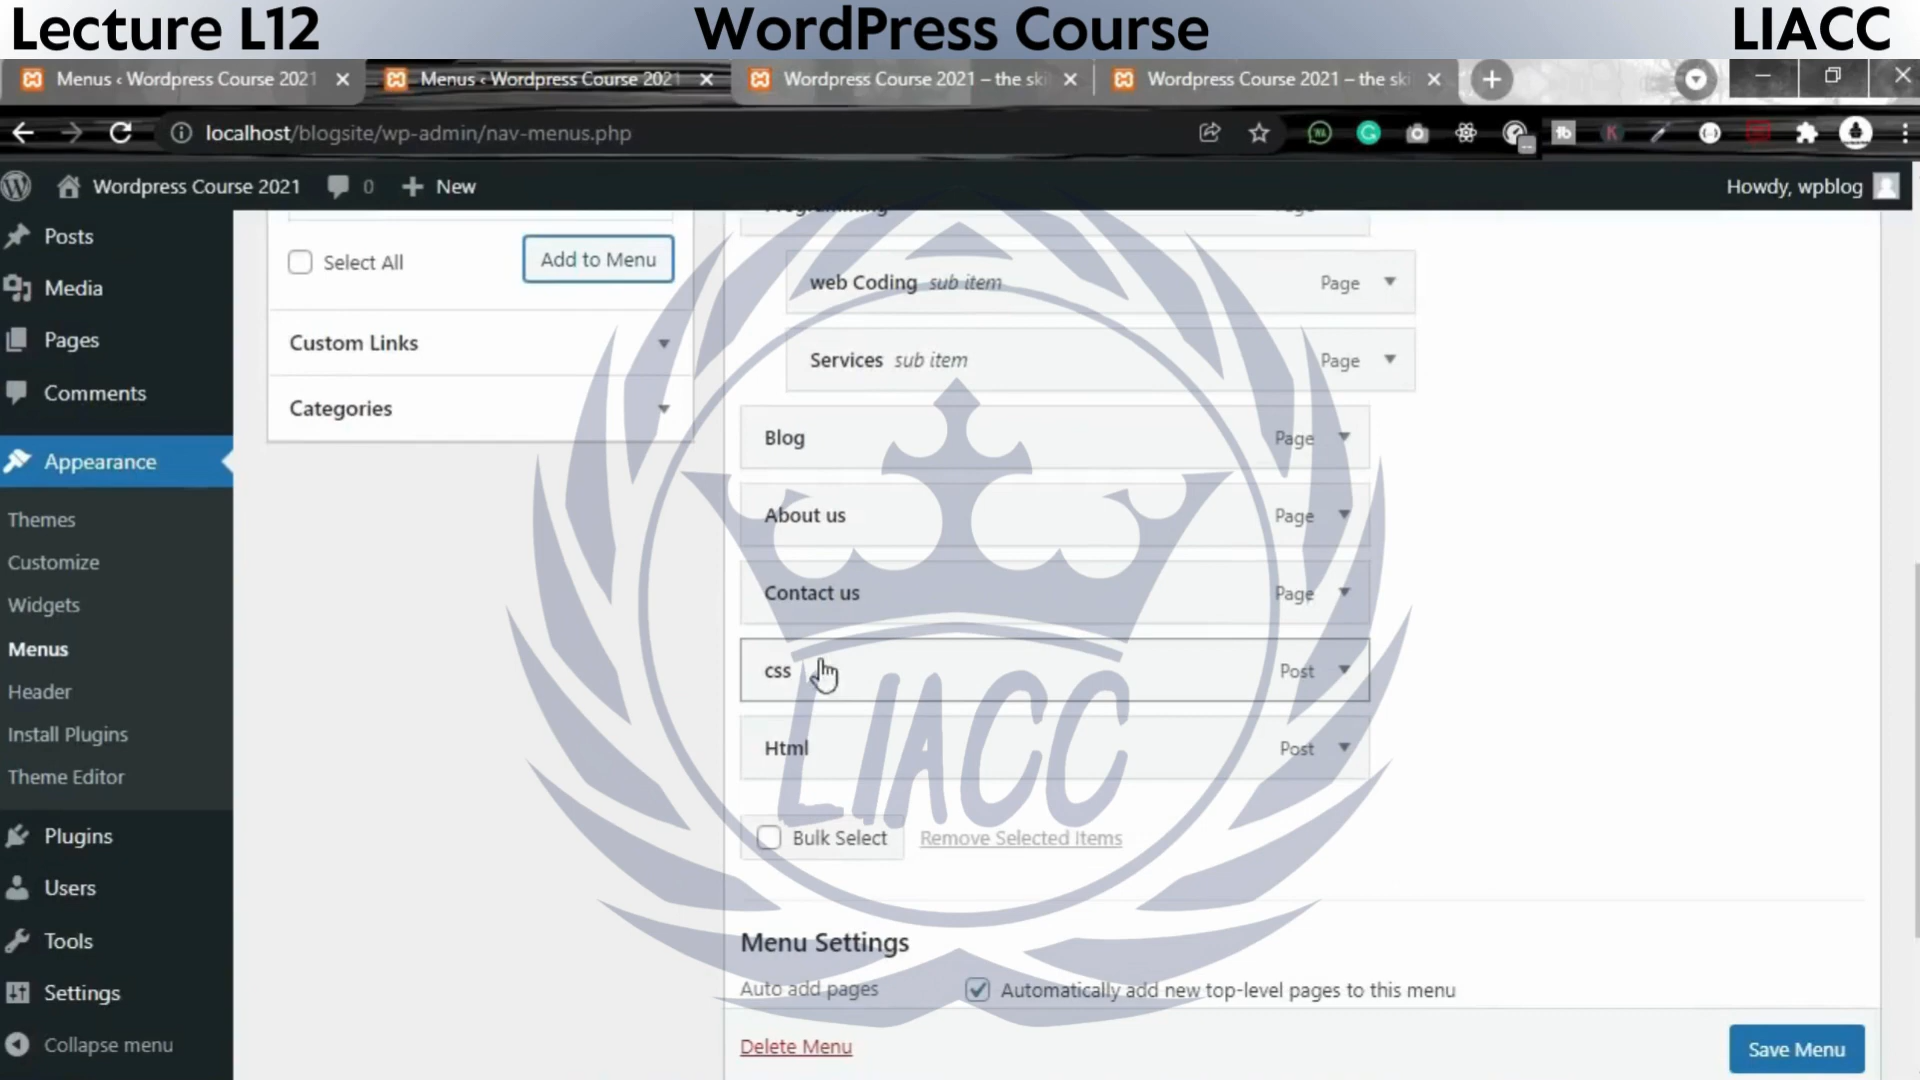 Lecture L12 WordPress Course LIACC
Menus ‹ Wordpress Course 2021 Menus ‹ Wordpress Course 2021 Wordpress Course 2021 – the ski Wordpress Course 2021 – the ski
localhost/blogsite/wp-admin/nav-menus.php
Wordpress Course 2021 0 New Howdy, wpblog
Posts
Media
Pages
Comments
Appearance
Themes
Customize
Widgets
Menus
Header
Install Plugins
Theme Editor
Plugins
Users
Tools
Settings
Collapse menu
Select All Add to Menu
Custom Links
Categories
Programming Page
web Coding sub item Page
Services sub item Page
Blog Page
About us Page
Contact us Page
css Post
Html Post
Bulk Select Remove Selected Items
Menu Settings
Auto add pages Automatically add new top-level pages to this menu
Delete Menu Save Menu
LIACC